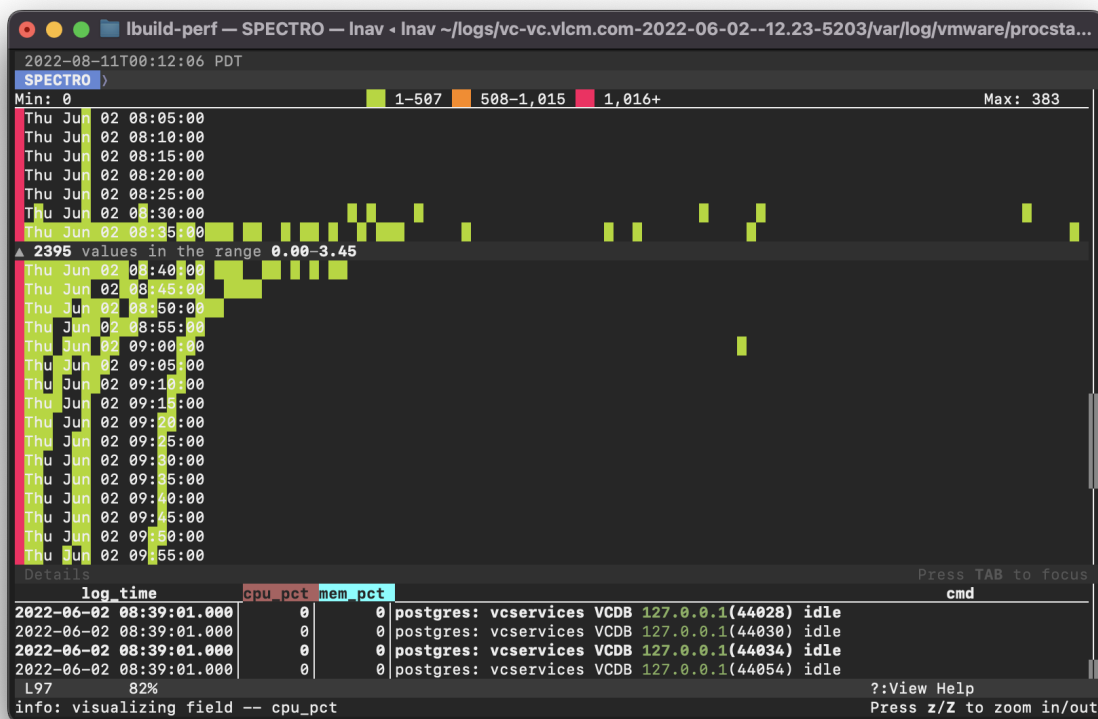 lbuild-perf — SPECTRO — lnav ◂ lnav ~/logs/vc-vc.vlcm.com-2022-06-02--12.23-5203/var/log/vmware/procsta...
2022-08-11T00:12:06 PDT
SPECTRO ⟩
Min: 0 1–507 508–1,015 1,016+ Max: 383
Thu Jun 02 08:05:00
Thu Jun 02 08:10:00
Thu Jun 02 08:15:00
Thu Jun 02 08:20:00
Thu Jun 02 08:25:00
Thu Jun 02 08:30:00
Thu Jun 02 08:35:00
▲ 2395 values in the range 0.00–3.45
Thu Jun 02 08:40:00
Thu Jun 02 08:45:00
Thu Jun 02 08:50:00
Thu Jun 02 08:55:00
Thu Jun 02 09:00:00
Thu Jun 02 09:05:00
Thu Jun 02 09:10:00
Thu Jun 02 09:15:00
Thu Jun 02 09:20:00
Thu Jun 02 09:25:00
Thu Jun 02 09:30:00
Thu Jun 02 09:35:00
Thu Jun 02 09:40:00
Thu Jun 02 09:45:00
Thu Jun 02 09:50:00
Thu Jun 02 09:55:00
Details Press TAB to focus
log_time cpu_pct mem_pct cmd
2022-06-02 08:39:01.000 0 0 postgres: vcservices VCDB 127.0.0.1(44028) idle
2022-06-02 08:39:01.000 0 0 postgres: vcservices VCDB 127.0.0.1(44030) idle
2022-06-02 08:39:01.000 0 0 postgres: vcservices VCDB 127.0.0.1(44034) idle
2022-06-02 08:39:01.000 0 0 postgres: vcservices VCDB 127.0.0.1(44054) idle
L97 82% ?:View Help
info: visualizing field -- cpu_pct Press z/Z to zoom in/out